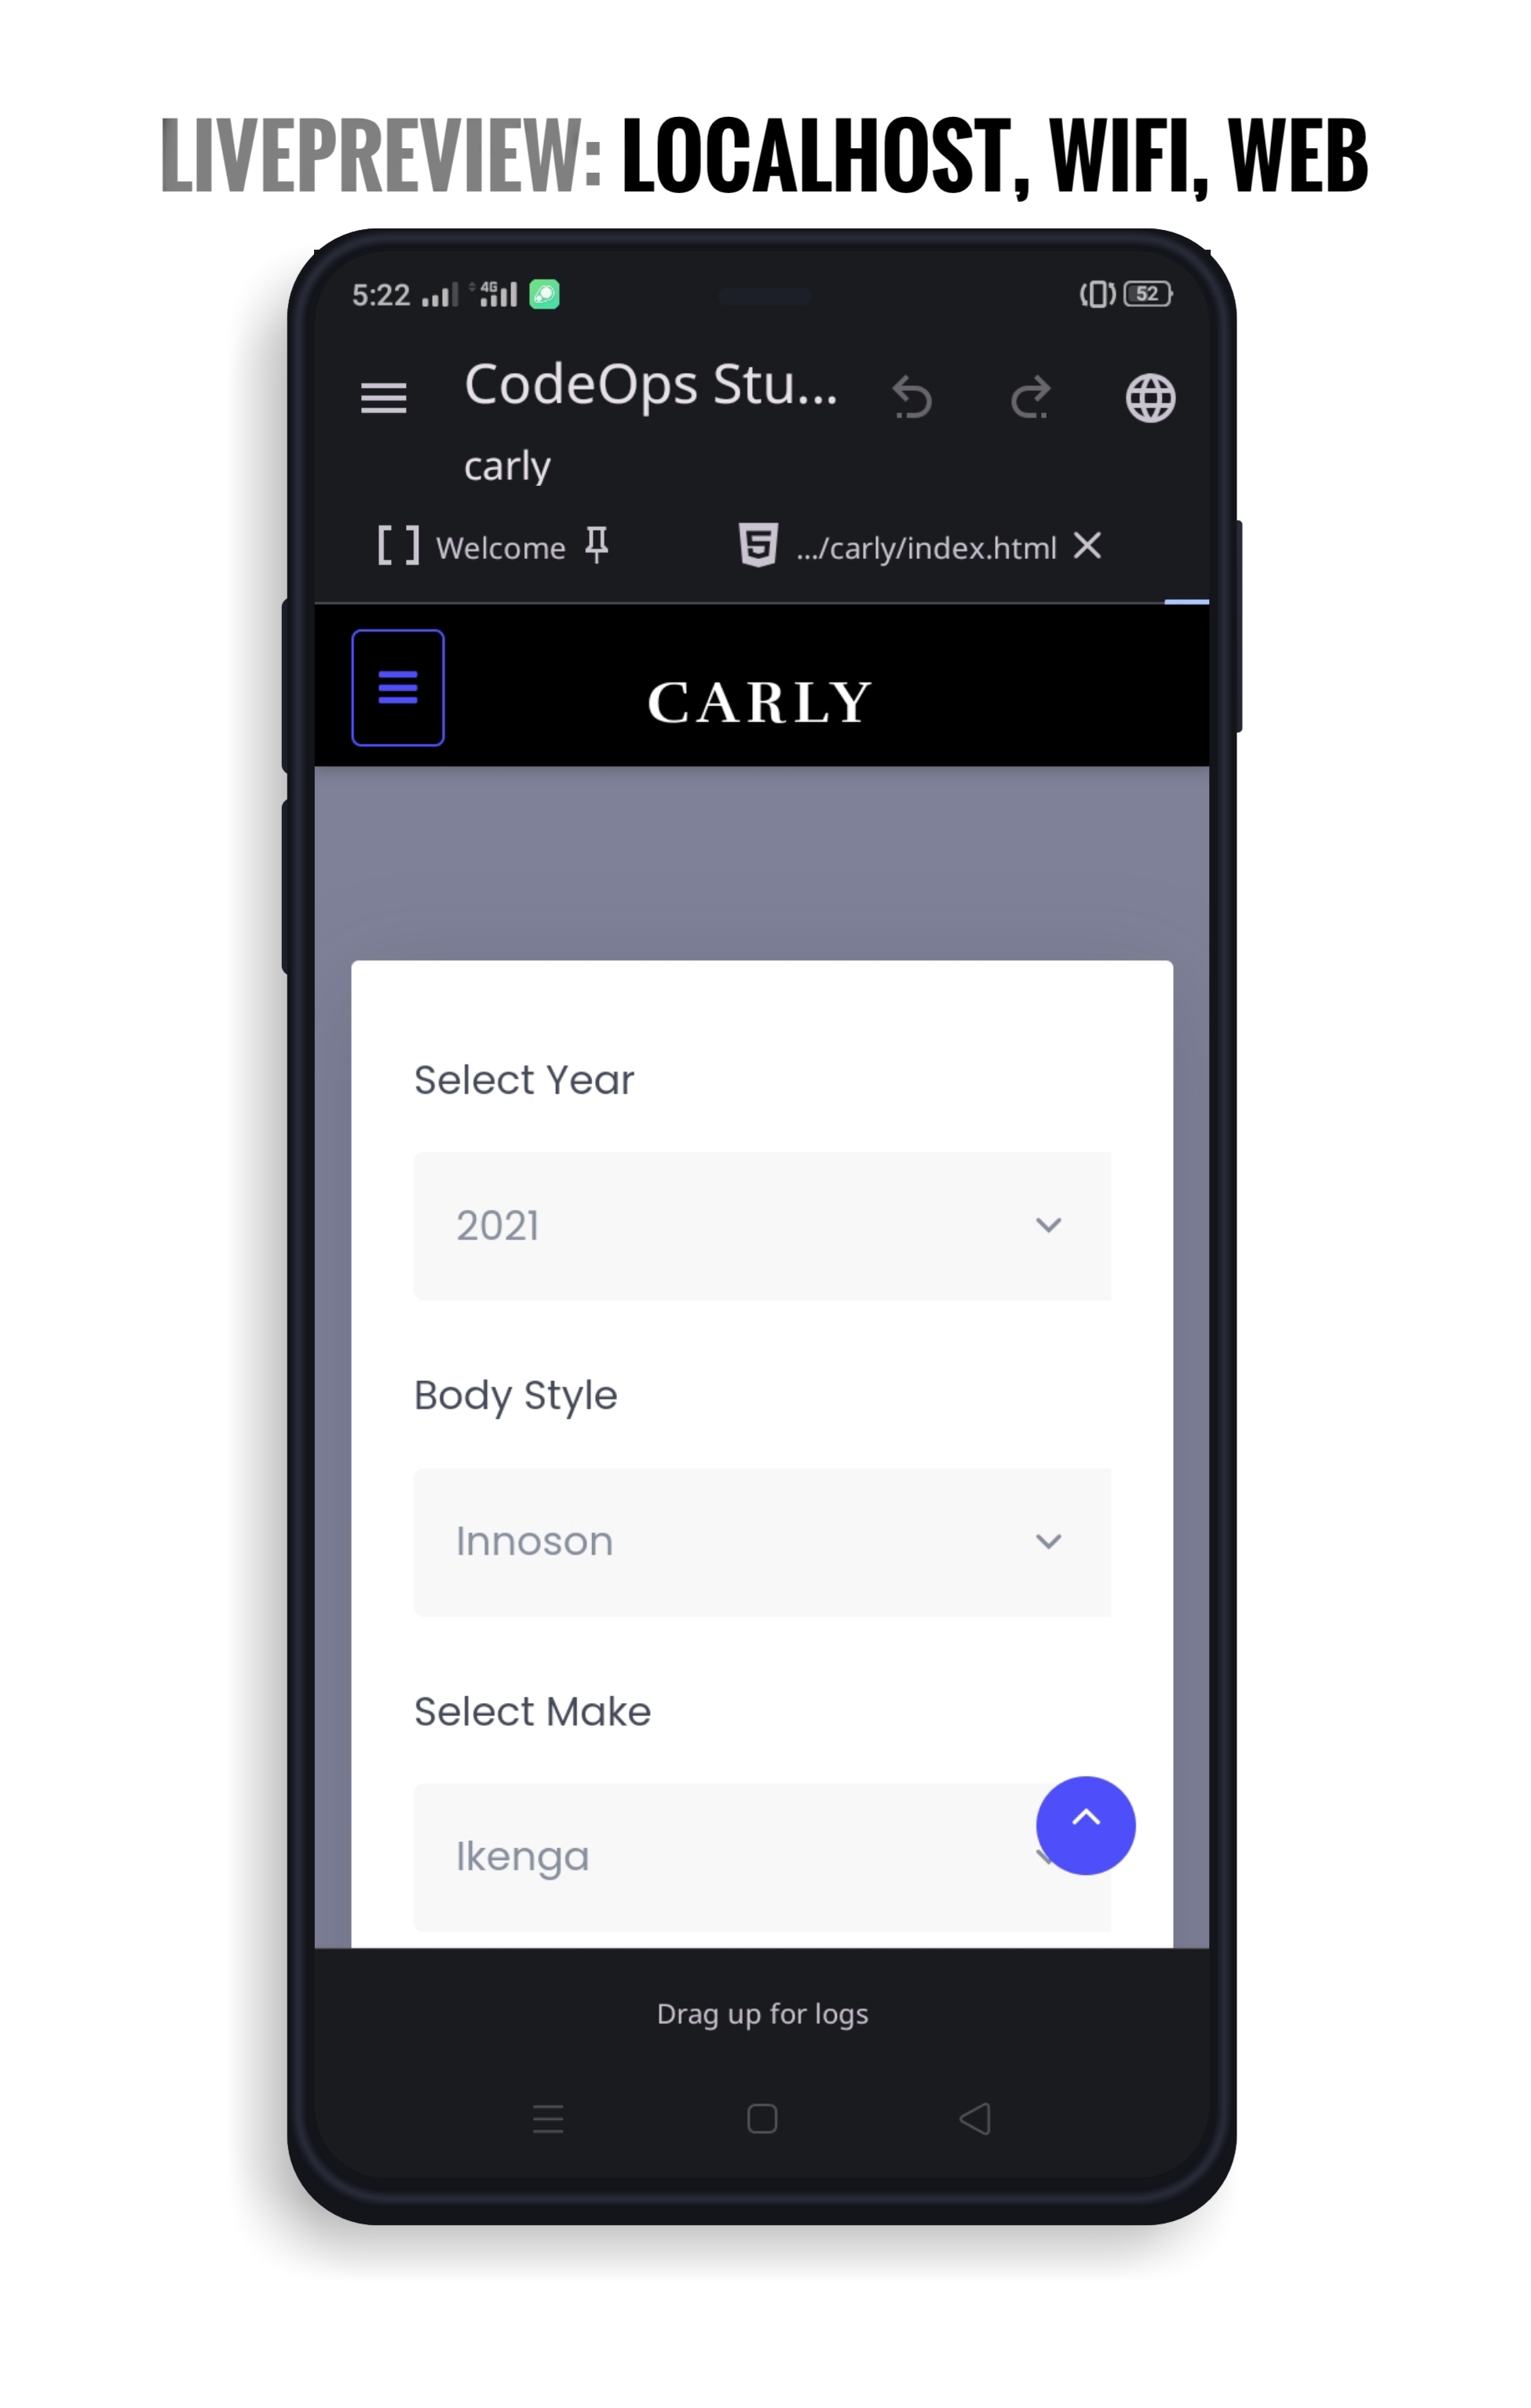 LIVEPREVIEW: LOCALHOST, WIFI, WEB
5:22 4G 52
CodeOps Stu...
carly
[ ] Welcome .../carly/index.html
CARLY
Select Year
2021
Body Style
Innoson
Select Make
Ikenga
Drag up for logs